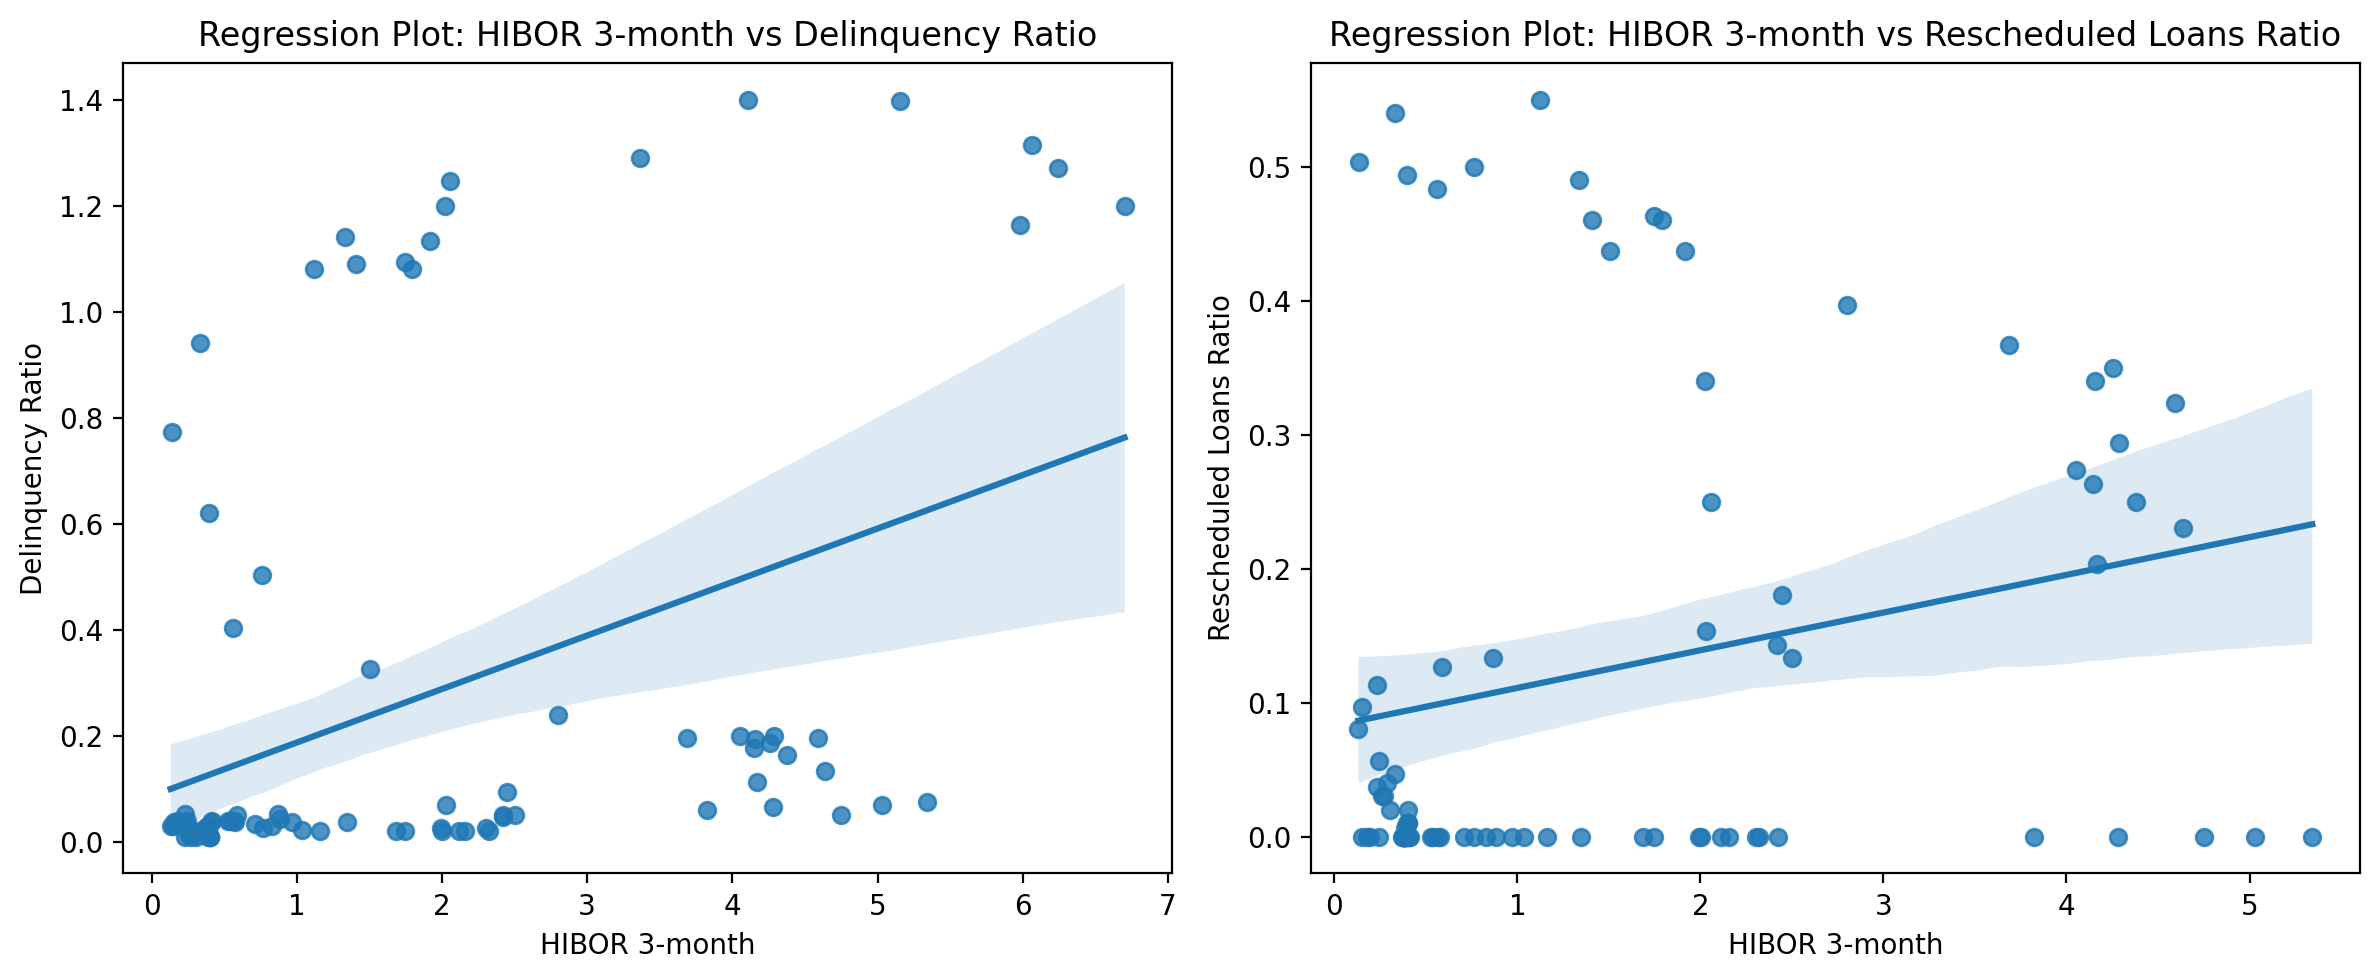 Regression Plot: HIBOR 3-month vs Delinquency Ratio
Delinquency Ratio
1.4
1.2
1.0
0.8
0.6
0.4
0.2
0.0
0 1 2 3 4 5 6 7
HIBOR 3-month
Regression Plot: HIBOR 3-month vs Rescheduled Loans Ratio
Rescheduled Loans Ratio
0.5
0.4
0.3
0.2
0.1
0.0
0 1 2 3 4 5
HIBOR 3-month